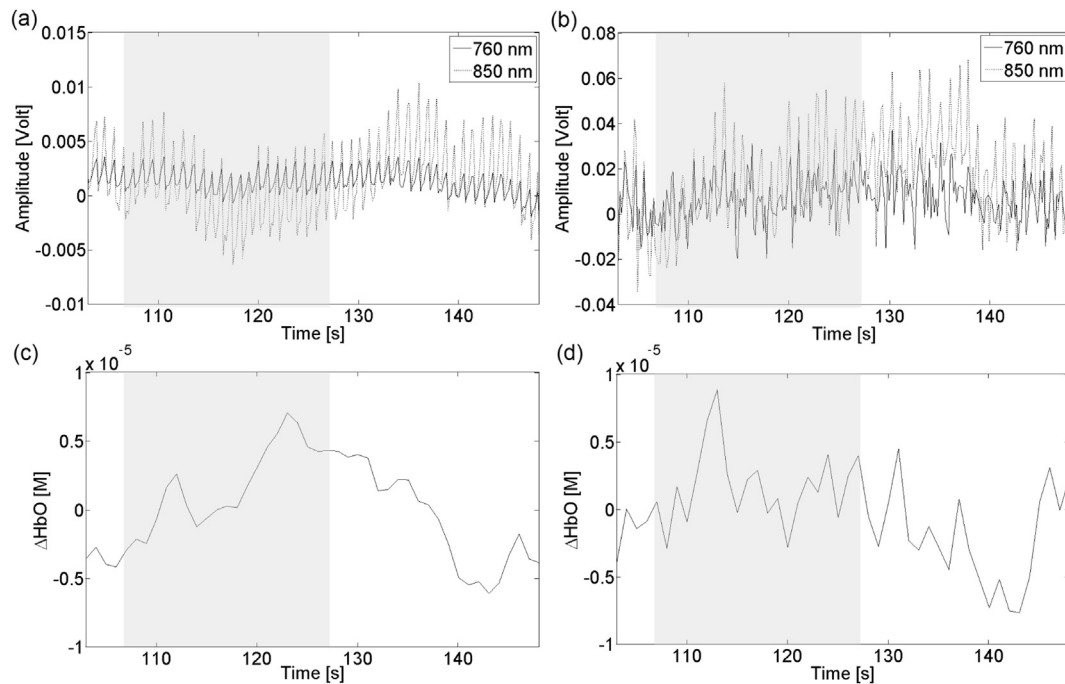 (a)
0.015
0.01
0.005
0
-0.005
-0.01
Amplitude [Volt]
760 nm
850 nm
110
120
130
140
Time [s]
(b)
0.08
0.06
0.04
0.02
0
-0.02
-0.04
Amplitude [Volt]
760 nm
850 nm
110
120
130
140
Time [s]
(c)
x 10-5
1
0.5
0
-0.5
-1
ΔHbO [M]
110
120
130
140
Time [s]
(d)
x 10-5
1
0.5
0
-0.5
-1
ΔHbO [M]
110
120
130
140
Time [s]